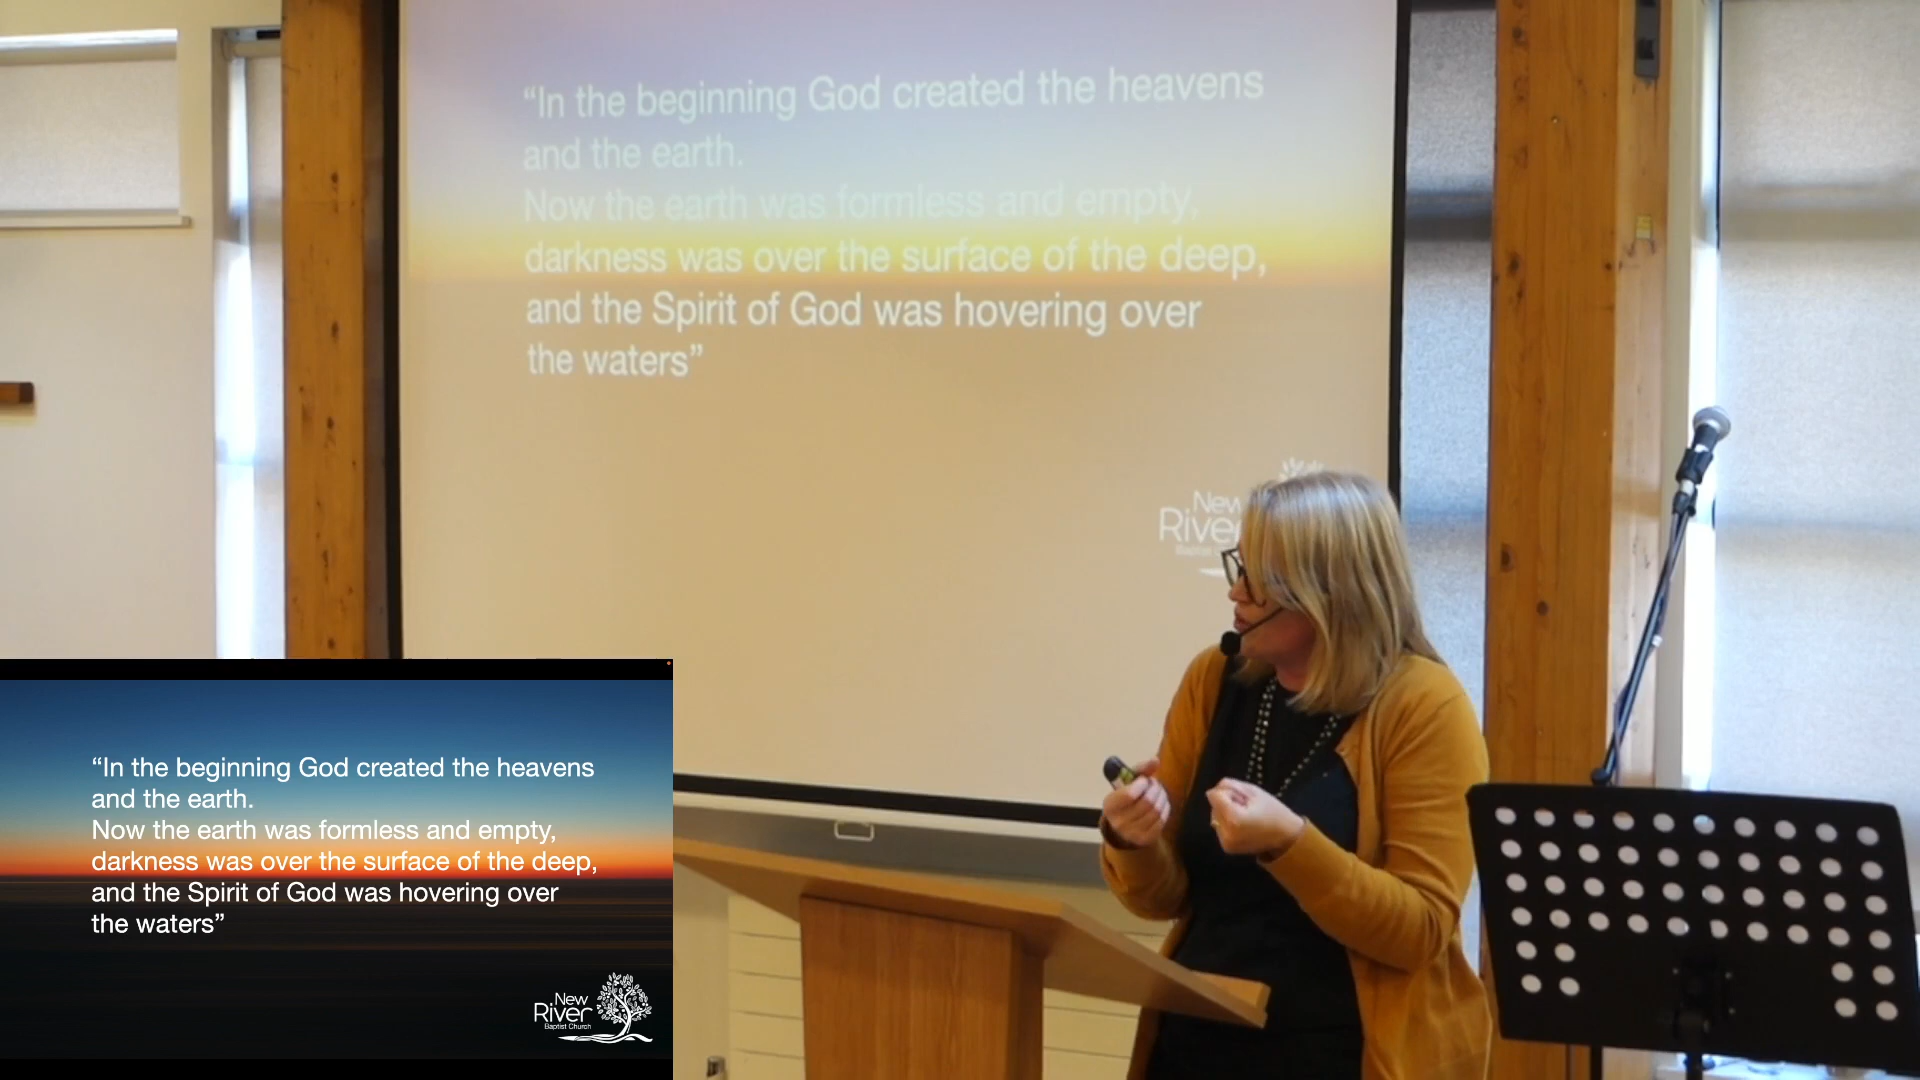 “In the beginning God created the heavens
and the earth.
Now the earth was formless and empty,
darkness was over the surface of the deep,
and the Spirit of God was hovering over
the waters”
New
River
Baptist
“In the beginning God created the heavens
and the earth.
Now the earth was formless and empty,
darkness was over the surface of the deep,
and the Spirit of God was hovering over
the waters”
New
River
Baptist Church